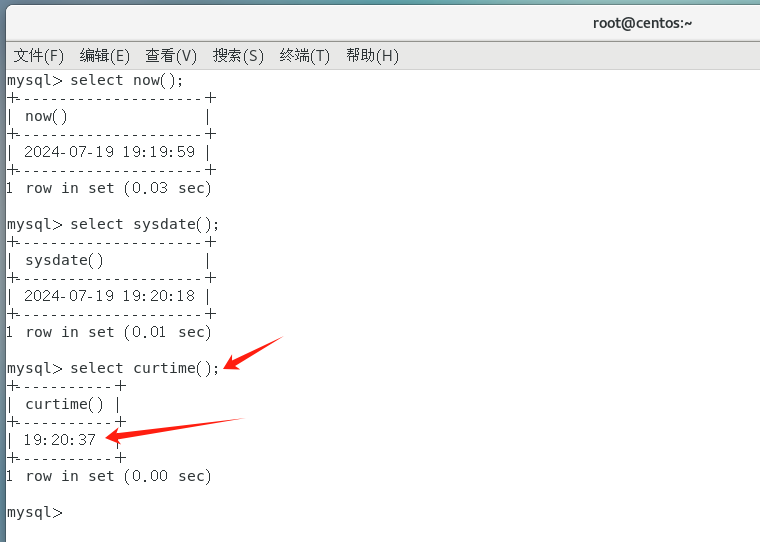 root@centos:~
文件(F) 编辑(E) 查看(V) 搜索(S) 终端(T) 帮助(H)
mysql> select now();
+---------------------+
| now()               |
+---------------------+
| 2024-07-19 19:19:59 |
+---------------------+
1 row in set (0.03 sec)
mysql> select sysdate();
+---------------------+
| sysdate()           |
+---------------------+
| 2024-07-19 19:20:18 |
+---------------------+
1 row in set (0.01 sec)
mysql> select curtime();
+-----------+
| curtime() |
+-----------+
| 19:20:37  |
+-----------+
1 row in set (0.00 sec)
mysql>